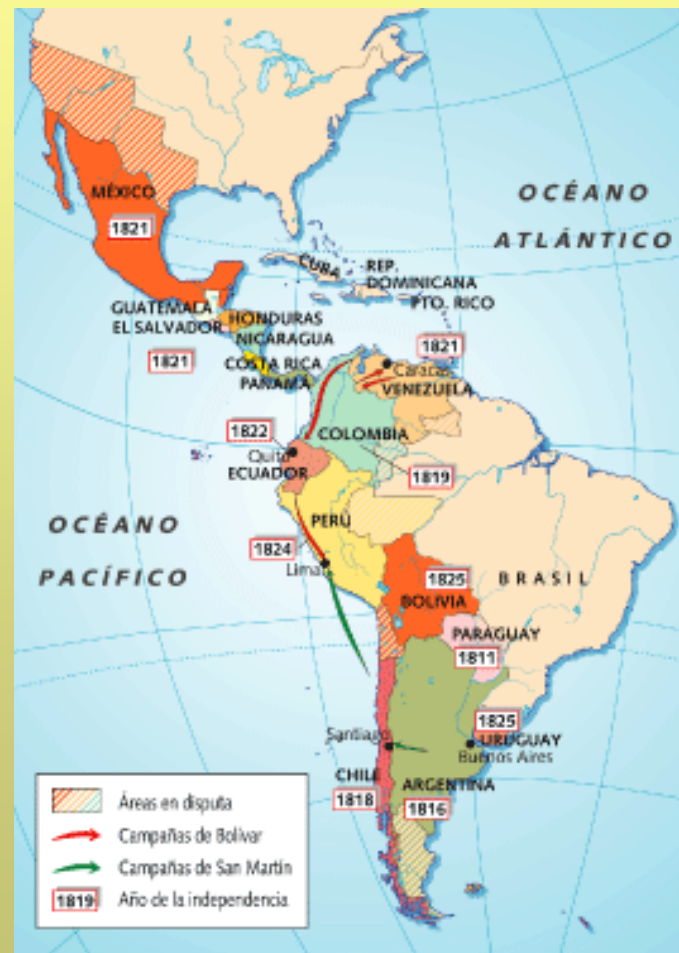 MÉXICO
1821
OCÉANO
ATLÁNTICO
CUBA
REP.
DOMINICANA
PTO. RICO
GUATEMALA
EL SALVADOR
HONDURAS
NICARAGUA
1821
COSTA RICA
PANAMÁ
1821
Caracas
VENEZUELA
1822
COLOMBIA
Quito
ECUADOR
1819
OCÉANO
PACÍFICO
PERÚ
1824
Lima
BRASIL
1825
BOLIVIA
PARAGUAY
1811
1825
Santiago
URUGUAY
Buenos Aires
CHILE
1818
ARGENTINA
1816
Áreas en disputa
Campañas de Bolívar
Campañas de San Martín
1819 Año de la independencia